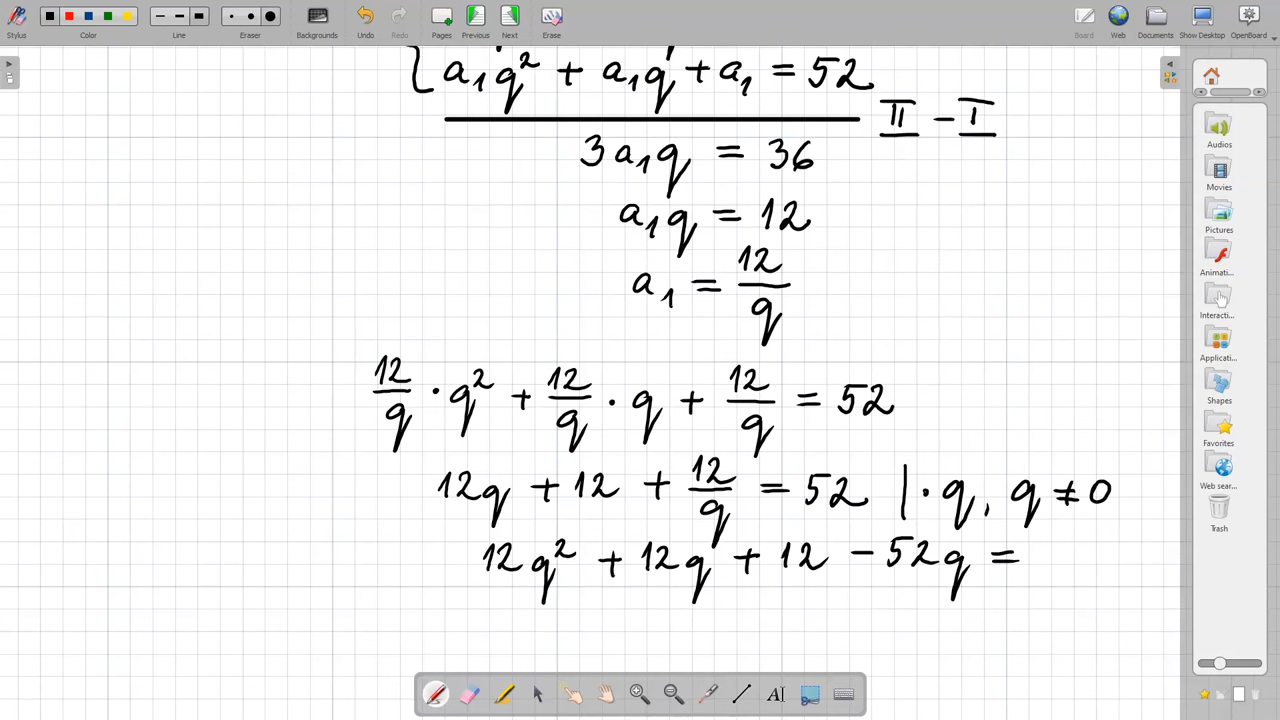 Stylus Color Line Eraser Backgrounds Undo Redo Pages Previous Next Erase Board Web Documents Show Desktop OpenBoard
a₁q² + a₁q + a₁ = 52
II − I
3a₁q = 36
a₁q = 12
a₁ = 12/q
12/q · q² + 12/q · q + 12/q = 52
12q + 12 + 12/q = 52 | · q, q ≠ 0
12q² + 12q + 12 − 52q =
Audios
Movies
Pictures
Animati...
Interacti...
Applicati...
Shapes
Favorites
Web sear...
Trash